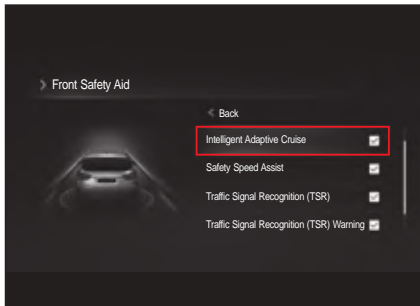 Front Safety Aid
Back
Intelligent Adaptive Cruise
Safety Speed Assist
Traffic Signal Recognition (TSR)
Traffic Signal Recognition (TSR) Warning